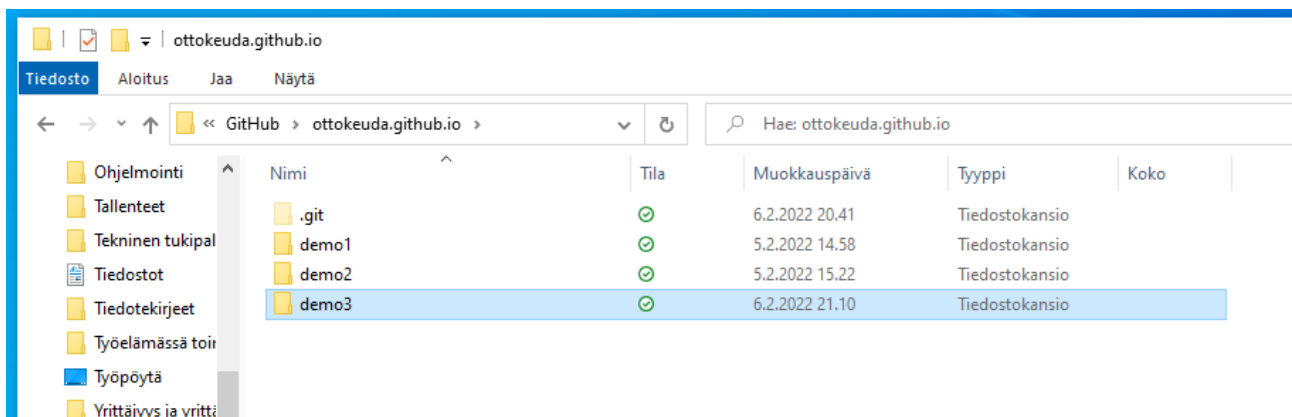 ottokeuda.github.io
Tiedosto Aloitus Jaa Näytä
« GitHub › ottokeuda.github.io › Hae: ottokeuda.github.io
Ohjelmointi
Tallenteet
Tekninen tukipal
Tiedostot
Tiedotekirjeet
Työelämässä toir
Työpöytä
Yrittäjyys ja yrittä
Nimi Tila Muokkauspäivä Tyyppi Koko
.git 6.2.2022 20.41 Tiedostokansio
demo1 5.2.2022 14.58 Tiedostokansio
demo2 5.2.2022 15.22 Tiedostokansio
demo3 6.2.2022 21.10 Tiedostokansio